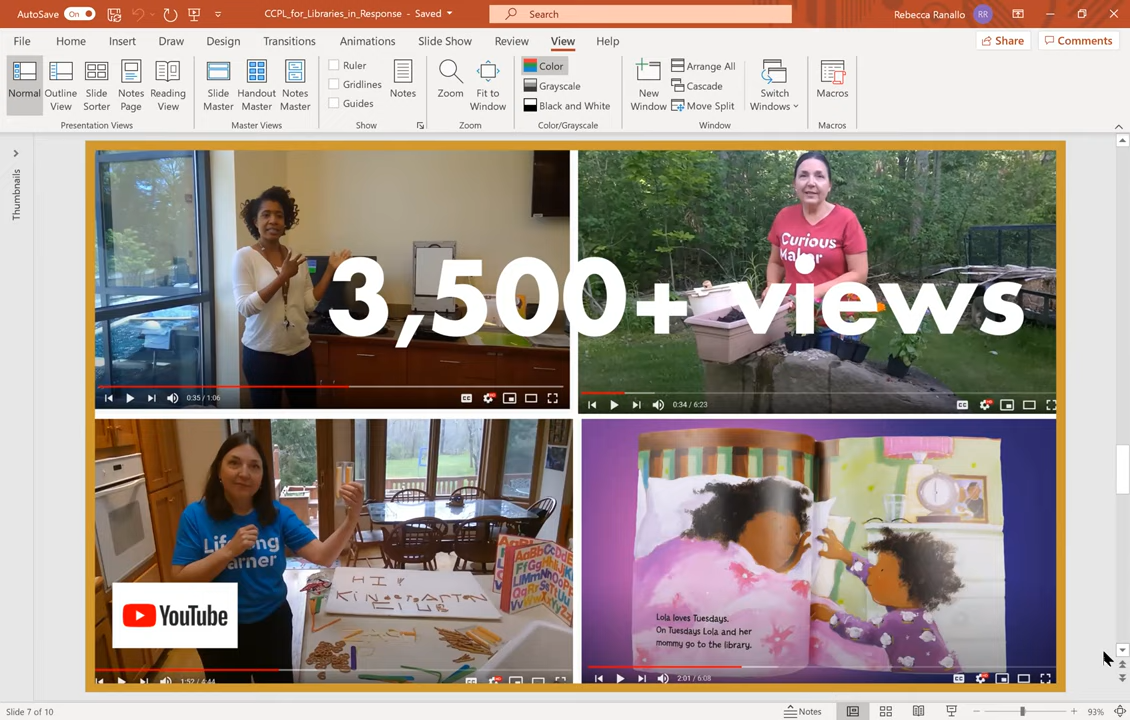 AutoSave On CCPL_for_Libraries_in_Response - Saved Search Rebecca Ranallo RR
File Home Insert Draw Design Transitions Animations Slide Show Review View Help Share Comments
Normal Outline View Slide Sorter Notes Page Reading View
Presentation Views
Slide Master Handout Master Notes Master
Master Views
Ruler
Gridlines
Guides
Notes
Show
Zoom Fit to Window
Zoom
Color
Grayscale
Black and White
Color/Grayscale
New Window
Arrange All
Cascade
Move Split
Switch Windows
Window
Macros
Macros
Thumbnails
Curious
Maker
3,500+ views
0:35 / 1:06
CC
0:34 / 6:23
CC
HI
KINDERGARTEN
CLUB
YouTube
1:52 / 4:44
CC
Lola loves Tuesdays.
On Tuesdays Lola and her
mommy go to the library.
2:01 / 6:08
CC
Slide 7 of 10 Notes 93%